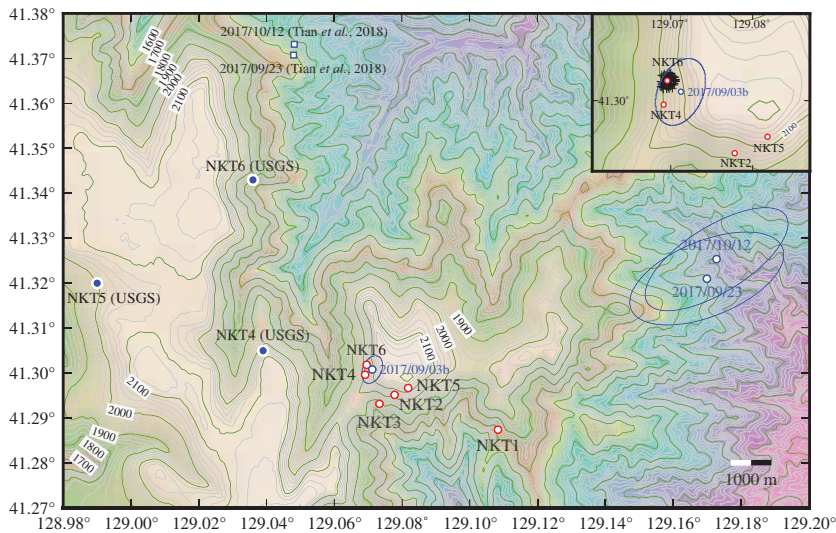 41.38°
41.37°
41.36°
41.35°
41.34°
41.33°
41.32°
41.31°
41.30°
41.29°
41.28°
41.27°
128.98°
129.00°
129.02°
129.04°
129.06°
129.08°
129.10°
129.12°
129.14°
129.16°
129.18°
129.20°
1600
1700
1800
1900
2000
2100
2017/10/12 (Tian et al., 2018)
2017/09/23 (Tian et al., 2018)
NKT6 (USGS)
NKT5 (USGS)
NKT4 (USGS)
2100
2000
1900
1800
1700
1900
2000
2100
NKT6
2017/09/03b
NKT4
NKT5
NKT2
NKT3
NKT1
2017/10/12
2017/09/23
1000 m
129.07°
129.08°
41.30°
NKT6
2017/09/03b
NKT4
2100
NKT5
NKT2